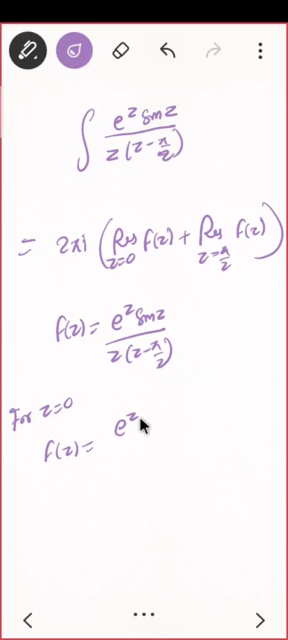 ∫ e^z sin z / z(z - π/2)
= 2πi ( Res_{z=0} f(z) + Res_{z=π/2} f(z) )
f(z) = e^z sin z / z(z - π/2)
For z=0
f(z) = e^z